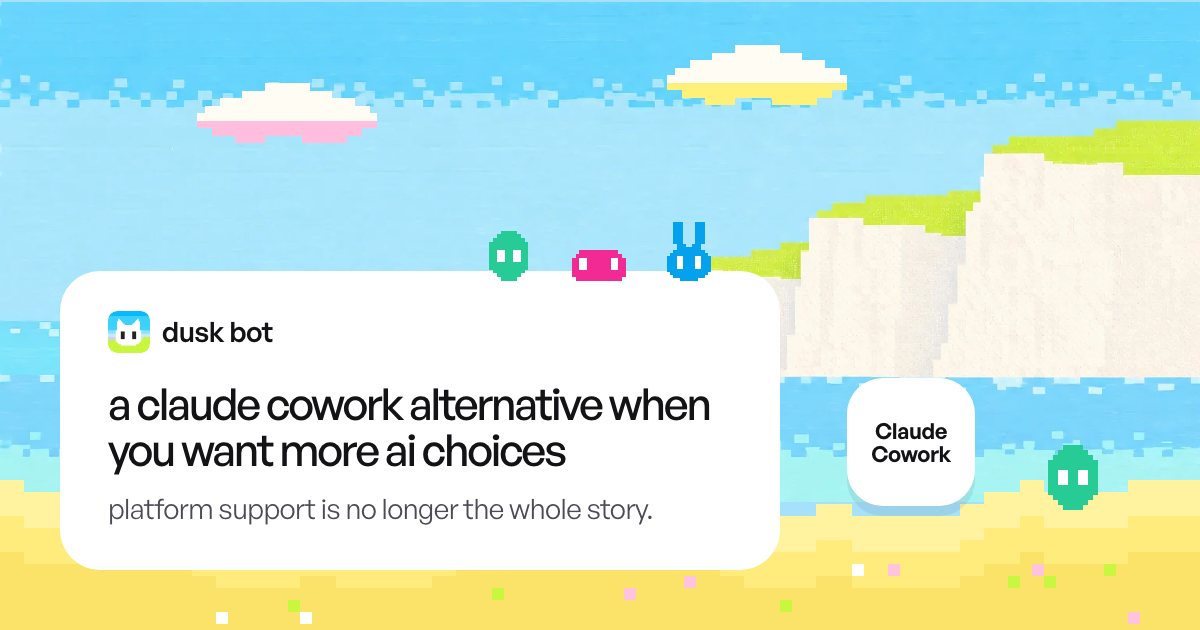 dusk bot
a claude cowork alternative when
you want more ai choices
platform support is no longer the whole story.
Claude
Cowork